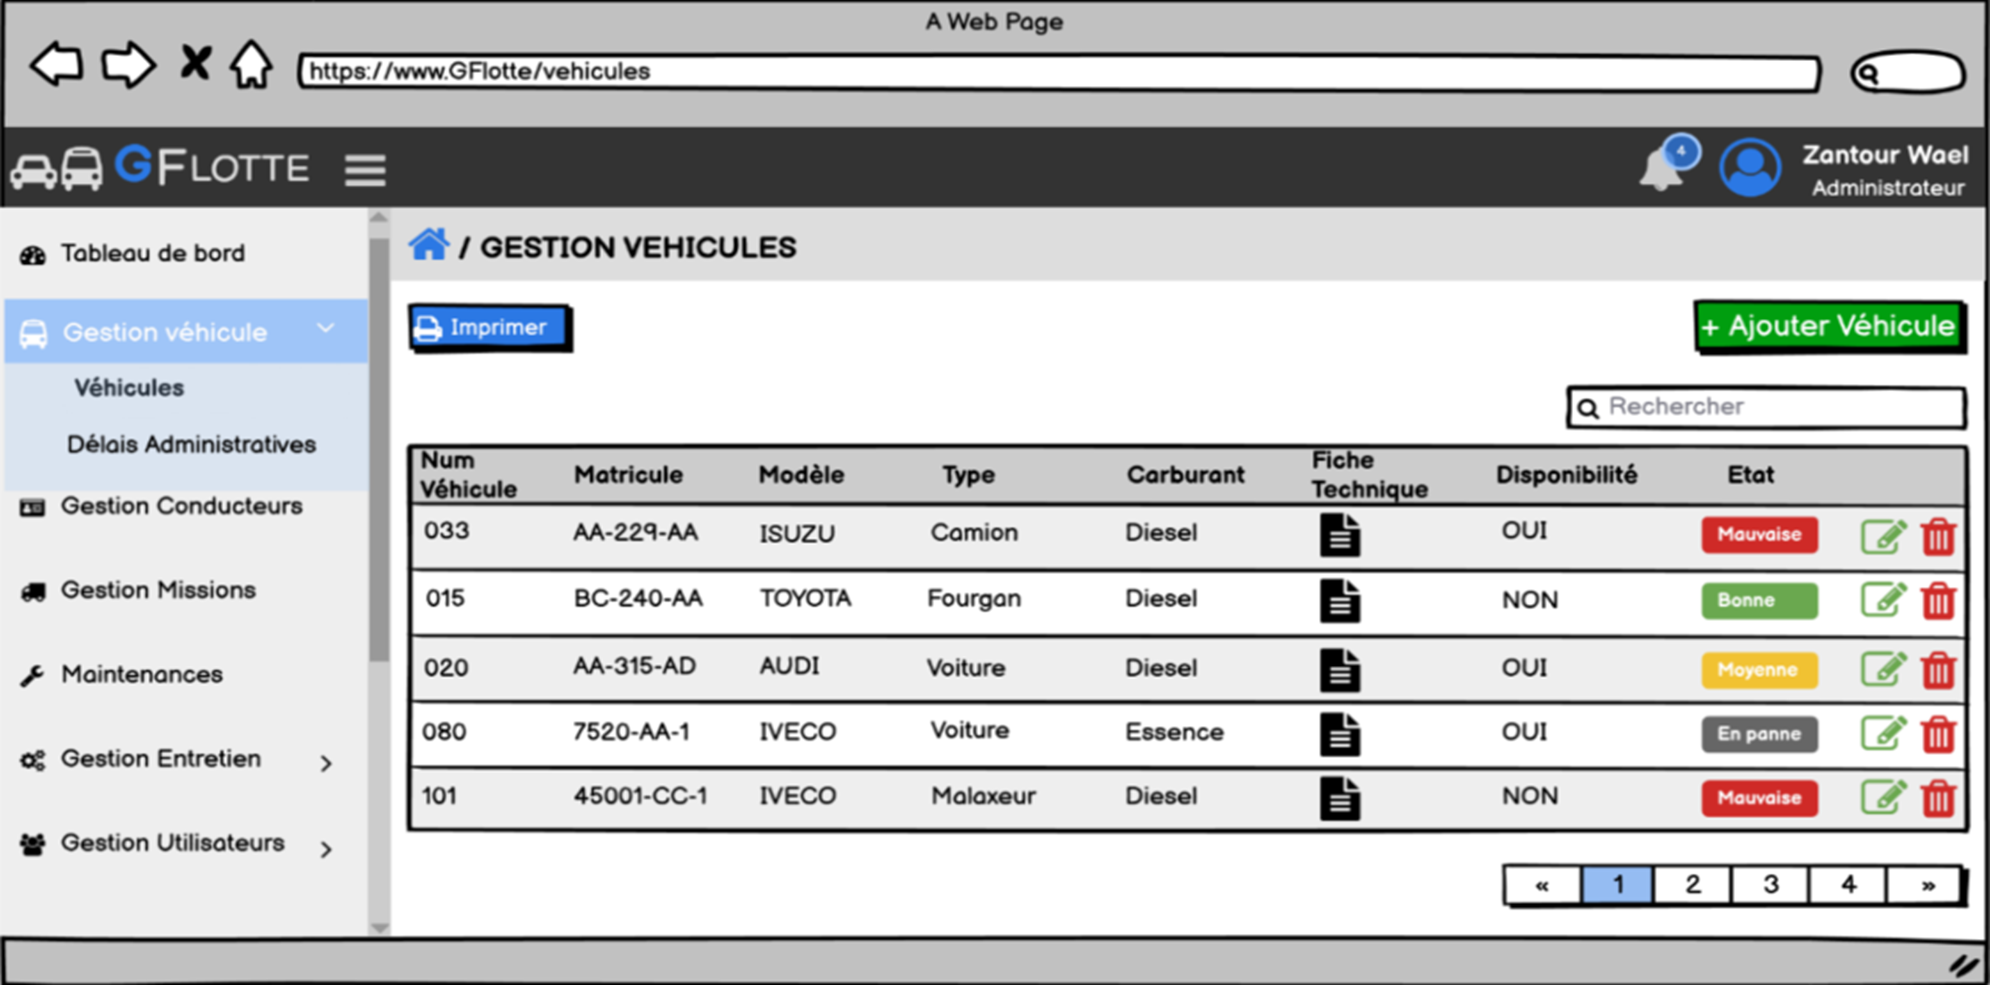 A Web Page
https://www.GFlotte/vehicules
GFLOTTE
4
Zantour Wael
Administrateur
Tableau de bord
Gestion véhicule
Véhicules
Délais Administratives
Gestion Conducteurs
Gestion Missions
Maintenances
Gestion Entretien
Gestion Utilisateurs
/ GESTION VEHICULES
Imprimer
+ Ajouter Véhicule
Rechercher
Num Véhicule Matricule Modèle Type Carburant Fiche Technique Disponibilité Etat
033 AA-229-AA ISUZU Camion Diesel OUI Mauvaise
015 BC-240-AA TOYOTA Fourgan Diesel NON Bonne
020 AA-315-AD AUDI Voiture Diesel OUI Moyenne
080 7520-AA-1 IVECO Voiture Essence OUI En panne
101 45001-CC-1 IVECO Malaxeur Diesel NON Mauvaise
« 1 2 3 4 »